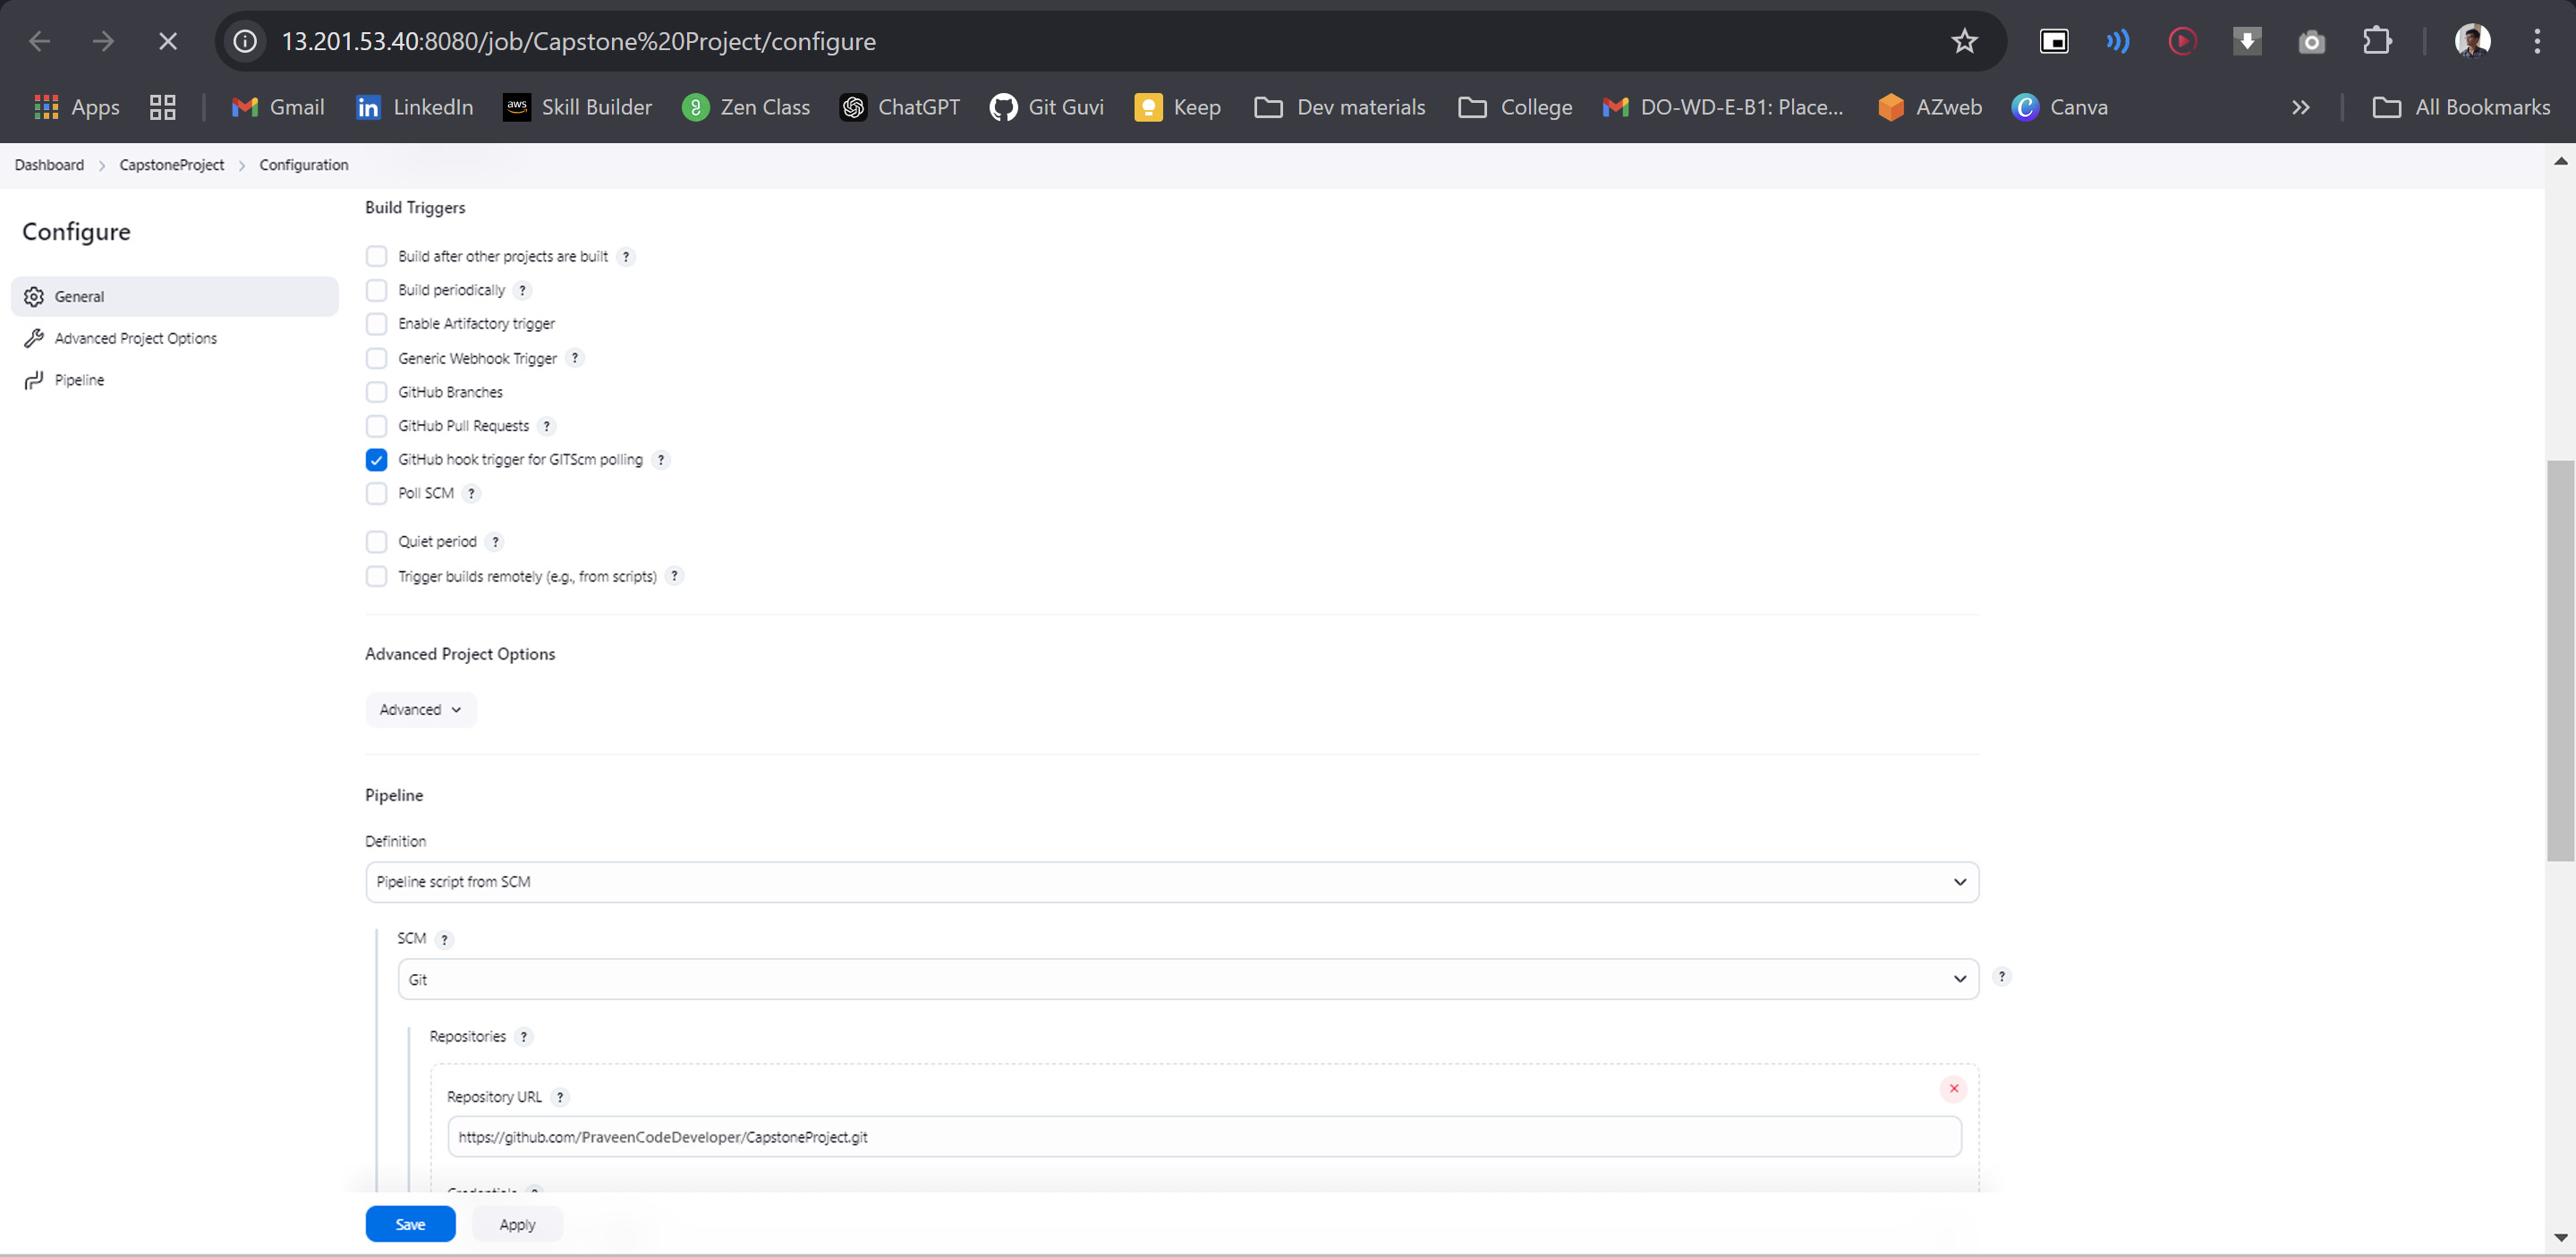 13.201.53.40:8080/job/Capstone%20Project/configure
Apps Gmail LinkedIn aws Skill Builder Zen Class ChatGPT Git Guvi Keep Dev materials College DO-WD-E-B1: Place... AZweb Canva All Bookmarks
Dashboard CapstoneProject Configuration
Configure
General
Advanced Project Options
Pipeline
Build Triggers
Build after other projects are built ?
Build periodically ?
Enable Artifactory trigger
Generic Webhook Trigger ?
GitHub Branches
GitHub Pull Requests ?
GitHub hook trigger for GITScm polling ?
Poll SCM ?
Quiet period ?
Trigger builds remotely (e.g., from scripts) ?
Advanced Project Options
Advanced
Pipeline
Definition
Pipeline script from SCM
SCM ?
Git ?
Repositories ?
Repository URL ?
https://github.com/PraveenCodeDeveloper/CapstoneProject.git
Save Apply